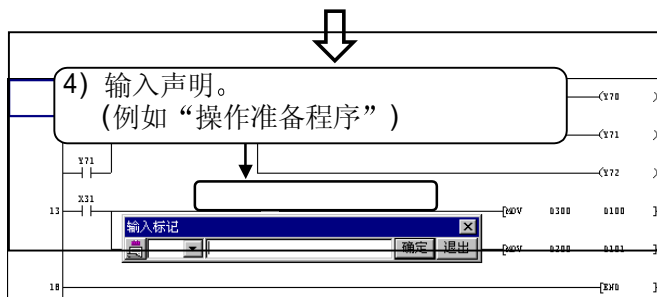 4) 输入声明。
(例如“操作准备程序”)
Y70
Y71
Y71
Y72
X31
13 MOV D300 D100
输入标记
确定 退出
MOV D200 D101
18 END